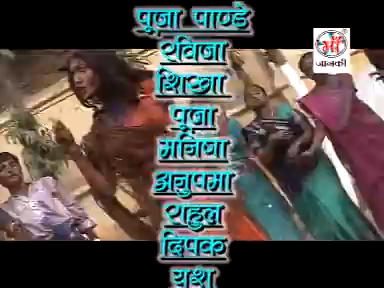 पूजा पाण्डे
रविजा
शिखा
पूजा
मनिषा
अनुपमा
राहुल
दिपक
यश
माँ
जानकी